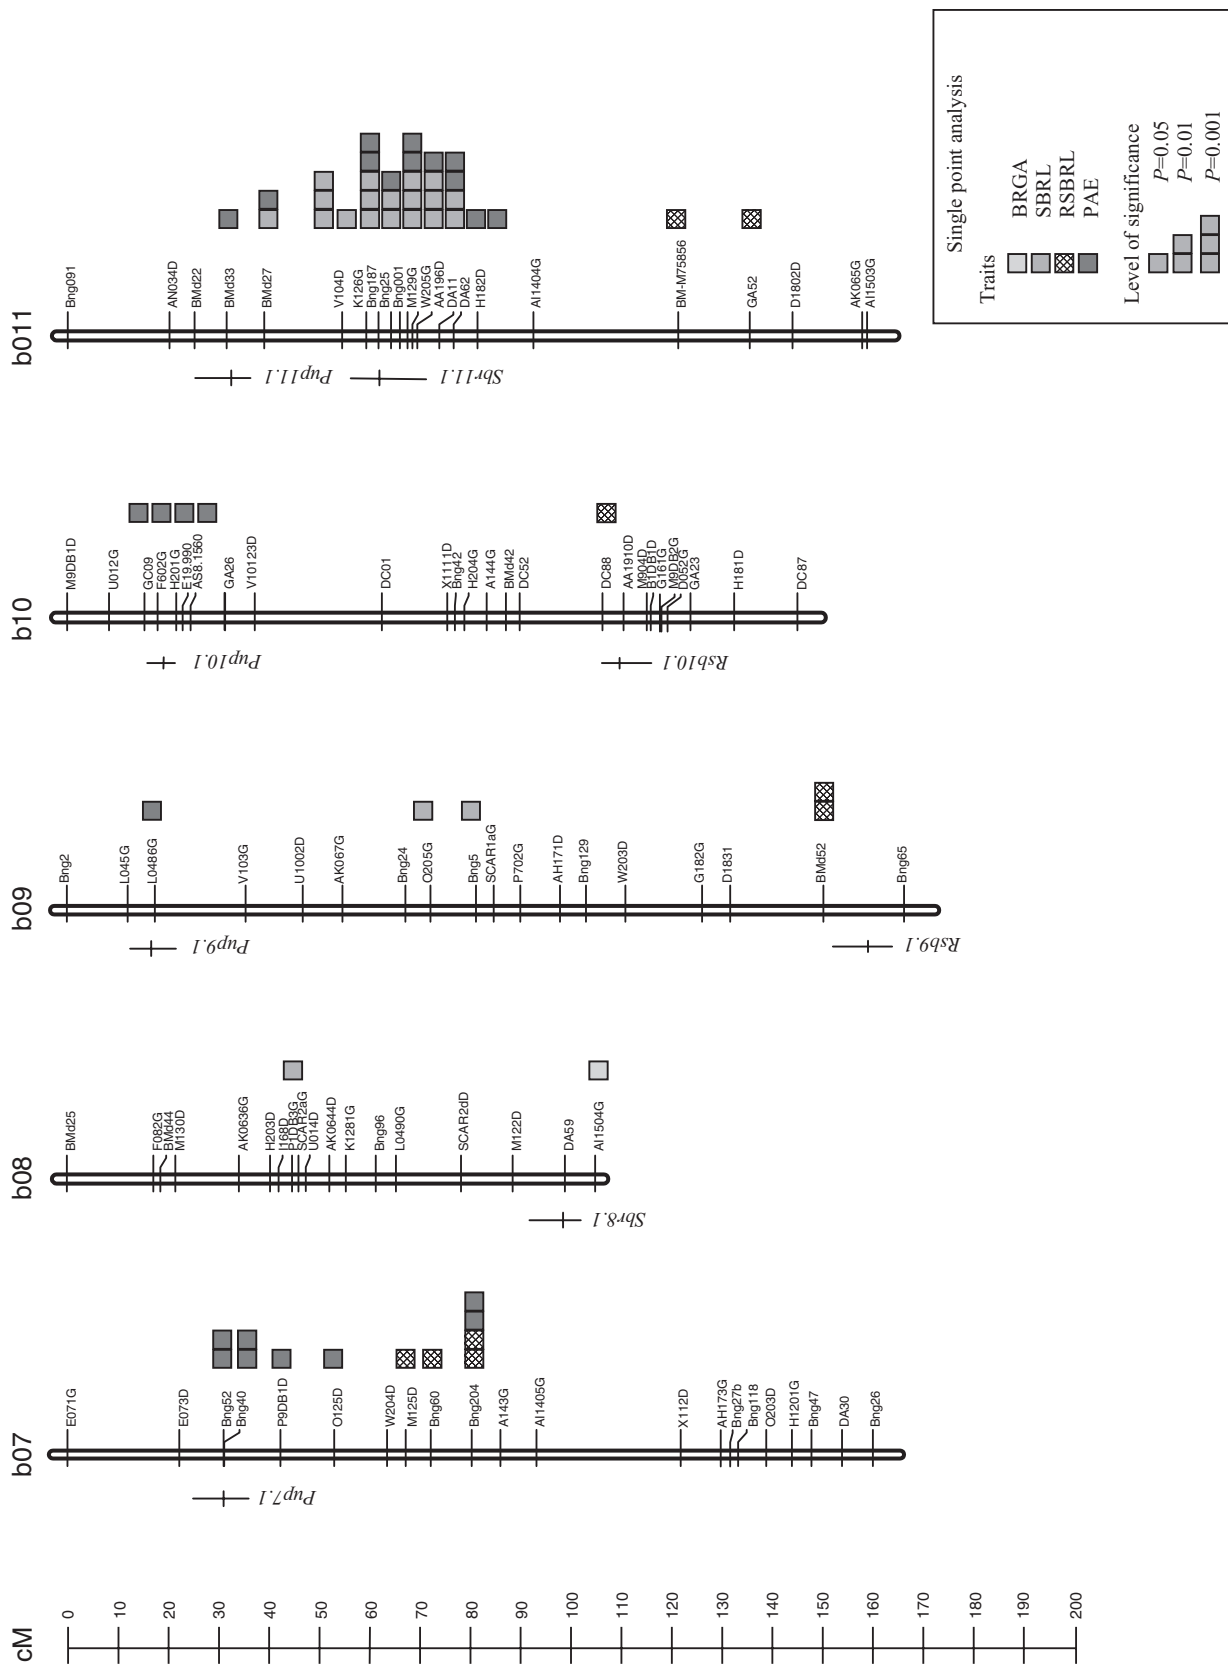 cM
0
10
20
30
40
50
60
70
80
90
100
110
120
130
140
150
160
170
180
190
200
b07
E071G
E073D
Bng52
Bng40
P9DB1D
O125D
W204D
M125D
Bng60
Bng204
A143G
AI1405G
X112D
AH173G
Bng27b
Bng118
O203D
H1201G
Bng47
DA30
Bng26
Pup7.1
b08
BMd25
F082G
BMd44
M130D
AK0636G
H203D
I168D
P1DB3G
SCAR2aG
U014D
AK0644D
K1281G
Bng96
L0490G
SCAR2dD
M122D
DA59
AI1504G
Sbr8.1
b09
Bng2
L045G
L0486G
V103G
U1002D
AK067G
Bng24
O205G
Bng5
SCAR1aG
P702G
AH171D
Bng129
W203D
G182G
D1831
BMd52
Bng65
Pup9.1
Rsb9.1
b10
M9DB1D
U012G
GC09
F602G
H201G
E19.990
AS8.1560
GA26
V10123D
DC01
X1111D
Bng42
H204G
A144G
BMd42
DC52
DC88
AA1910D
M904D
B1DB1D
G161G
M9DB2G
D052G
GA23
H181D
DC87
Pup10.1
Rsb10.1
b011
Bng091
AN034D
BMd22
BMd33
BMd27
V104D
K126G
Bng187
Bng25
Bng001
M129G
W205G
AA196D
DA11
DA62
H182D
AI1404G
BM-M75856
GA52
D1802D
AK065G
AI1503G
Pup11.1
Sbr11.1
Single point analysis
Traits
BRGA
SBRL
RSBRL
PAE
Level of significance
P=0.05
P=0.01
P=0.001